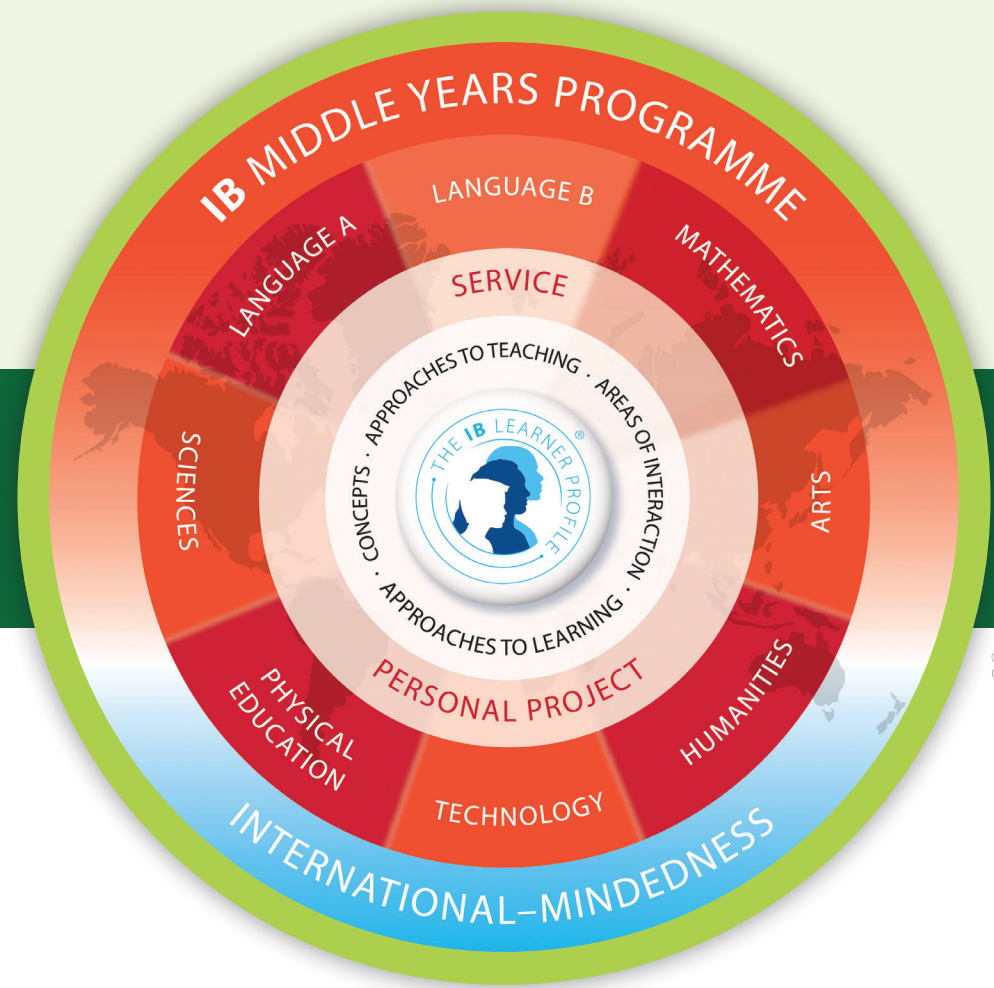 IB MIDDLE YEARS PROGRAMME
LANGUAGE B
LANGUAGE A
MATHEMATICS
SCIENCES
ARTS
PHYSICAL
EDUCATION
HUMANITIES
TECHNOLOGY
SERVICE
PERSONAL PROJECT
APPROACHES TO TEACHING · AREAS OF INTERACTION · APPROACHES TO LEARNING · CONCEPTS ·
THE IB LEARNER PROFILE ®
INTERNATIONAL–MINDEDNESS